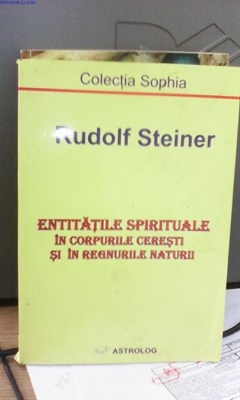 Colecția Sophia
Rudolf Steiner
ENTITĂȚILE SPIRITUALE
ÎN CORPURILE CEREȘTI
ȘI ÎN REGNURILE NATURII
ASTROLOG